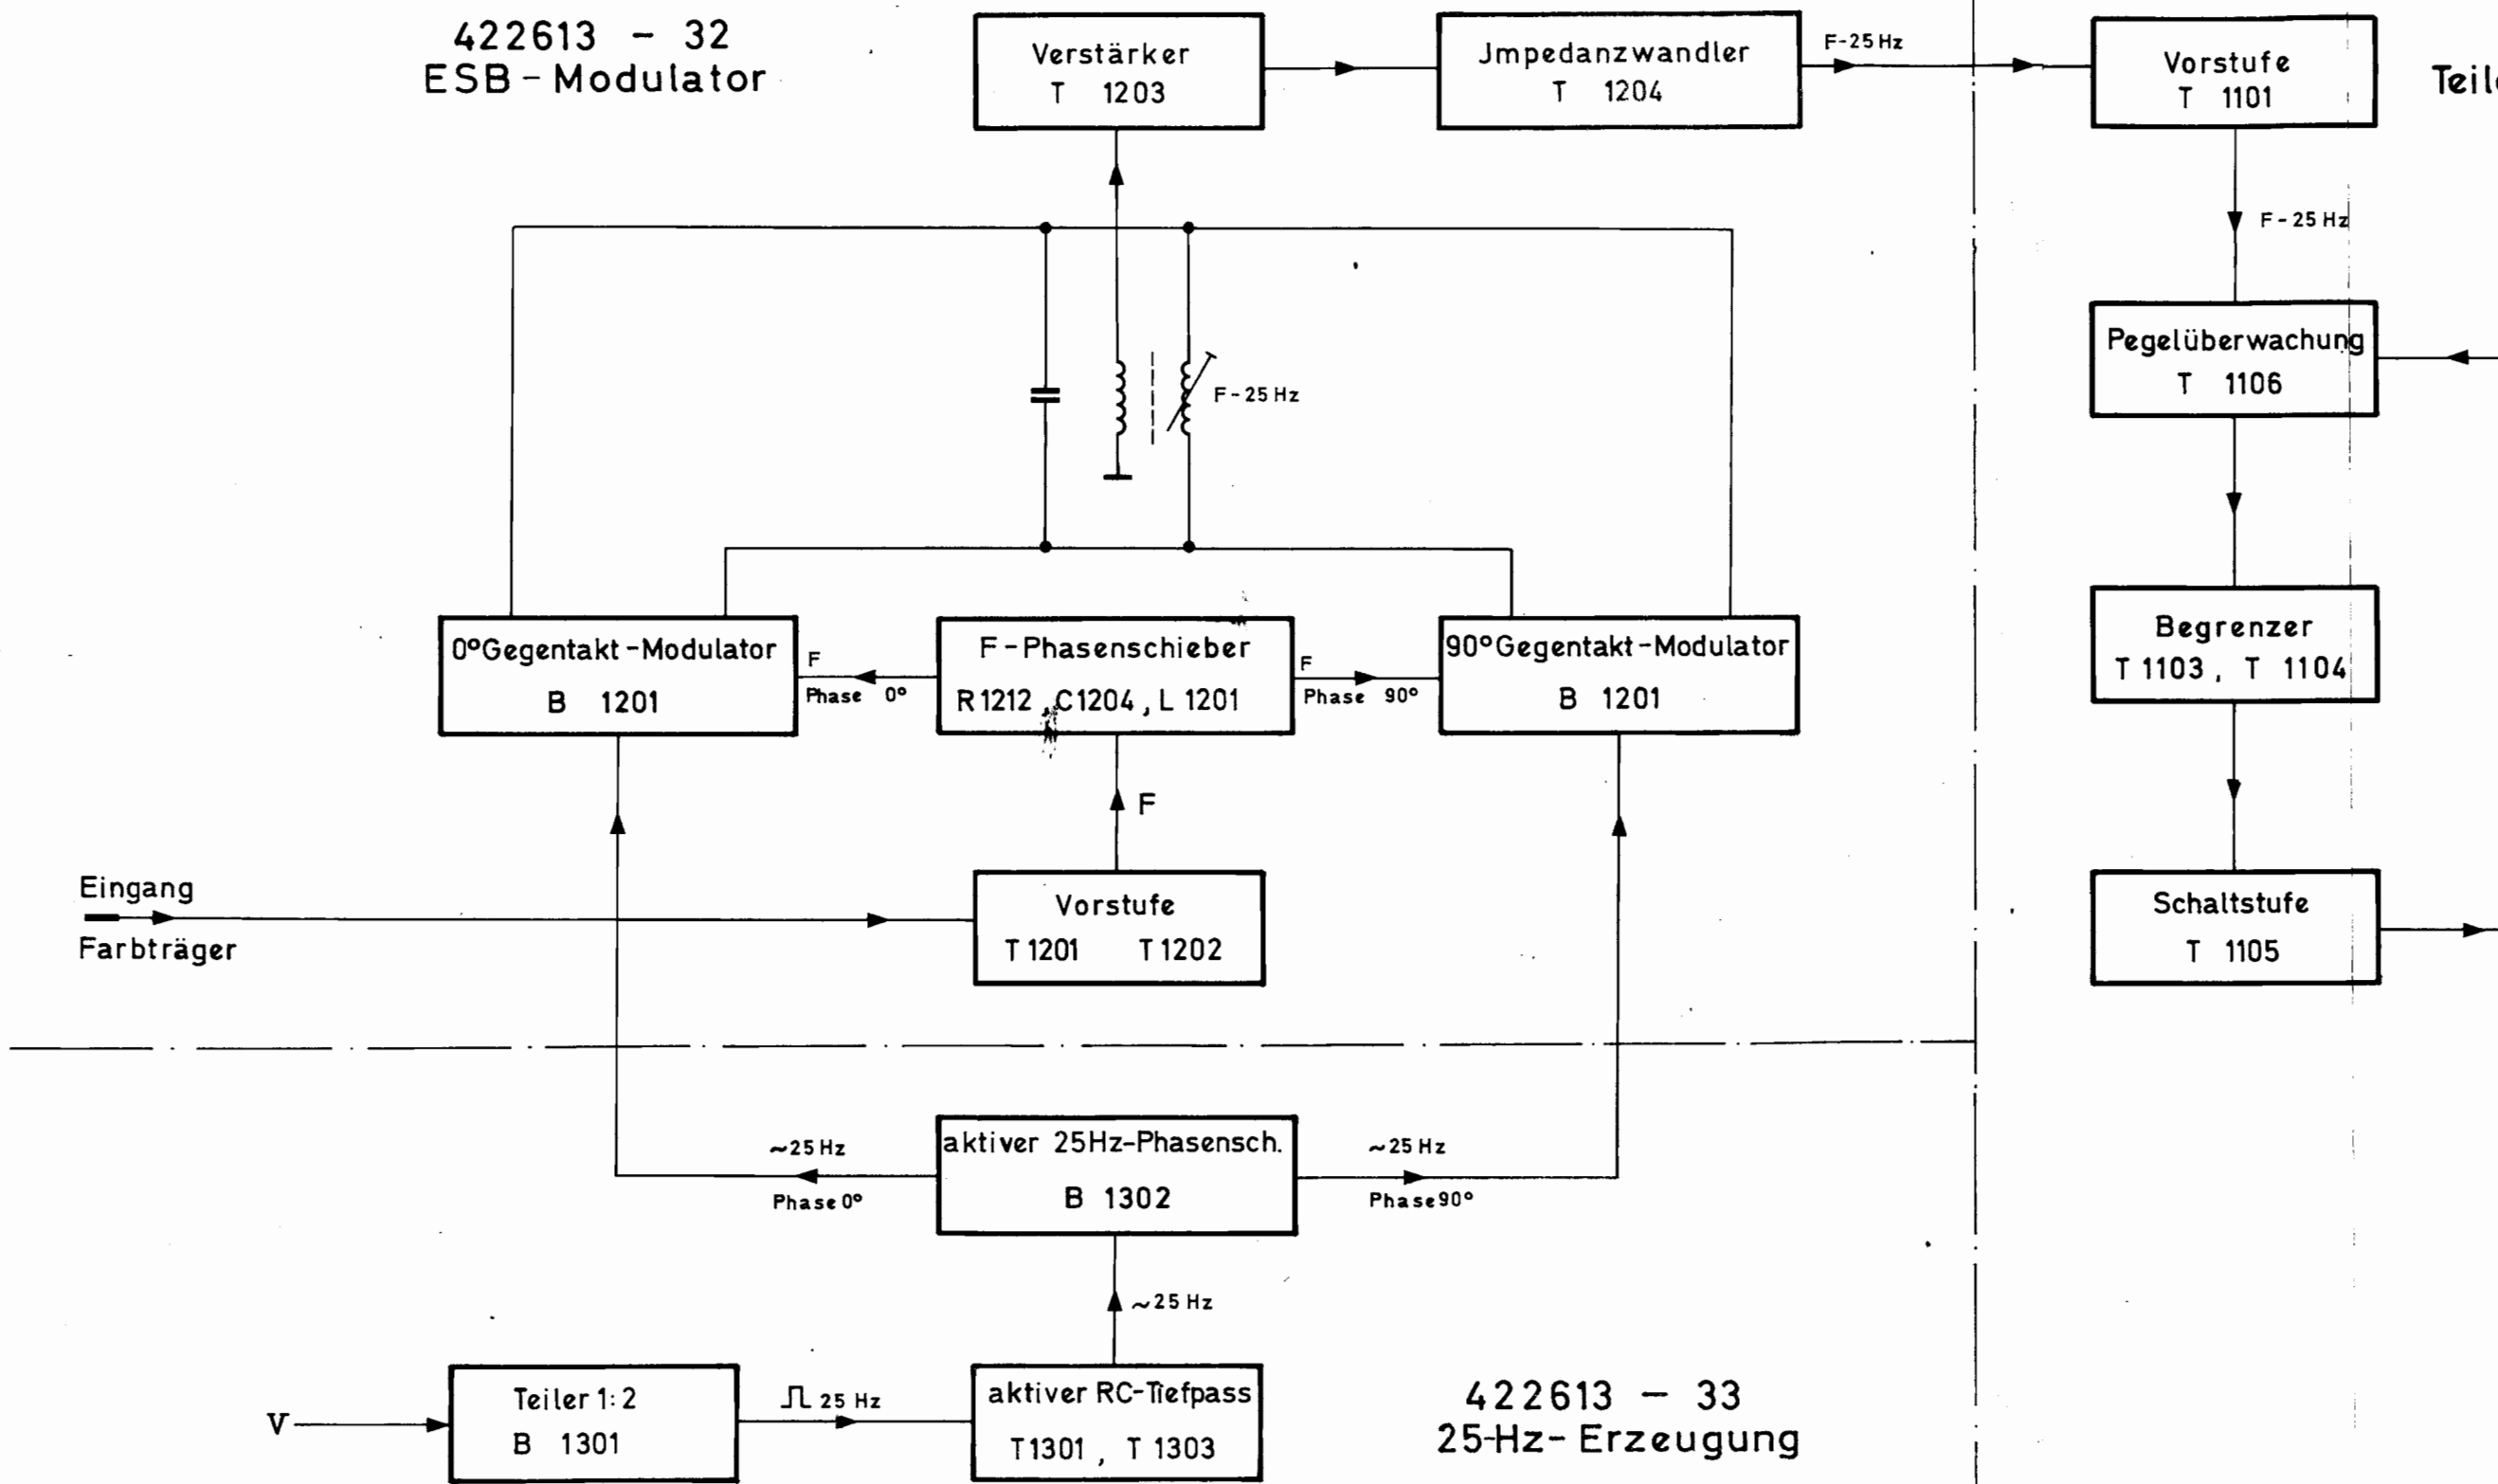 422613 - 32
ESB - Modulator
Verstärker
T 1203
Jmpedanzwandler
T 1204
F-25 Hz
Vorstufe
T 1101
F-25 Hz
Pegelüberwachung
T 1106
F-25 Hz
Begrenzer
T 1103, T 1104
0° Gegentakt-Modulator
B 1201
F
Phase 0°
F-Phasenschieber
R 1212, C 1204, L 1201
F
Phase 90°
90° Gegentakt-Modulator
B 1201
F
Eingang
Farbträger
Vorstufe
T 1201 T 1202
Schaltstufe
T 1105
~25 Hz
Phase 0°
aktiver 25Hz-Phasensch.
B 1302
~25 Hz
Phase 90°
~25 Hz
V
Teiler 1:2
B 1301
25 Hz
aktiver RC-Tiefpass
T 1301, T 1303
422613 - 33
25-Hz-Erzeugung